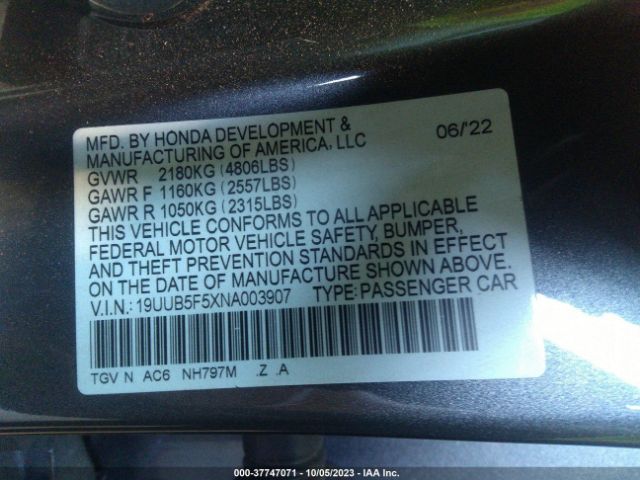 MFD. BY HONDA DEVELOPMENT & 06/'22
MANUFACTURING OF AMERICA, LLC
GVWR 2180KG (4806LBS)
GAWR F 1160KG (2557LBS)
GAWR R 1050KG (2315LBS)
THIS VEHICLE CONFORMS TO ALL APPLICABLE
FEDERAL MOTOR VEHICLE SAFETY, BUMPER,
AND THEFT PREVENTION STANDARDS IN EFFECT
ON THE DATE OF MANUFACTURE SHOWN ABOVE.
V.I.N.: 19UUB5F5XNA003907 TYPE: PASSENGER CAR
TGV N AC6 NH797M .Z .A
000-37747071 - 10/05/2023 - IAA Inc.